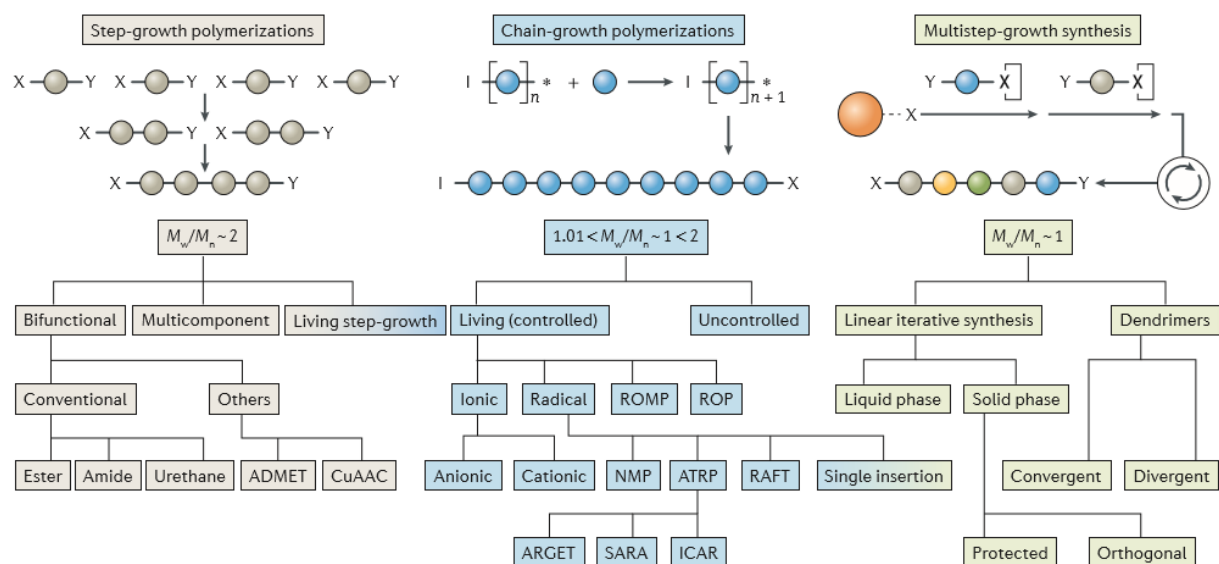 Step-growth polymerizations
Chain-growth polymerizations
Multistep-growth synthesis
X Y X Y X Y X Y
I n * + I n + 1 *
Y X Y X
X
X Y X Y
X Y
I X
X Y
Mw/Mn ~ 2
1.01 < Mw/Mn ~ 1 < 2
Mw/Mn ~ 1
Bifunctional Multicomponent Living step-growth
Living (controlled) Uncontrolled
Linear iterative synthesis Dendrimers
Conventional Others
Ionic Radical ROMP ROP
Liquid phase Solid phase
Ester Amide Urethane ADMET CuAAC
Anionic Cationic NMP ATRP RAFT Single insertion
Convergent Divergent
ARGET SARA ICAR
Protected Orthogonal